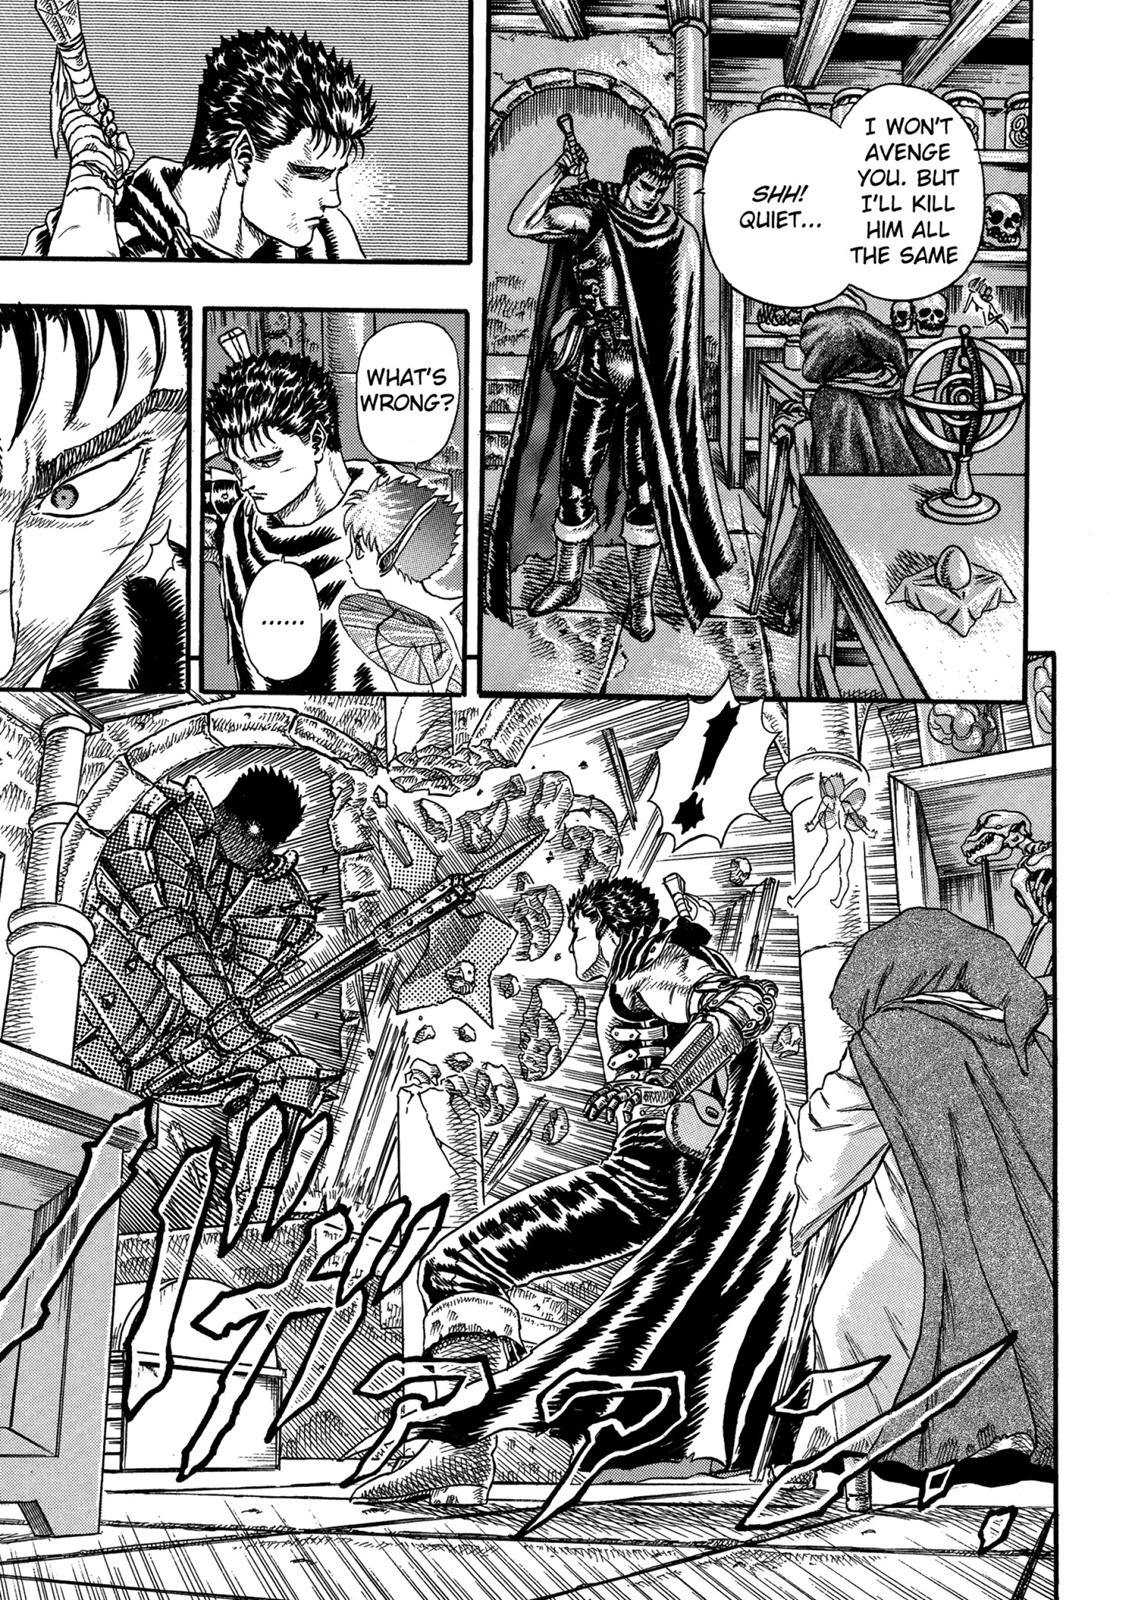 I WON'T
AVENGE
YOU. BUT
I'LL KILL
HIM ALL
THE SAME
SHH!
QUIET...
WHAT'S
WRONG?
......
!